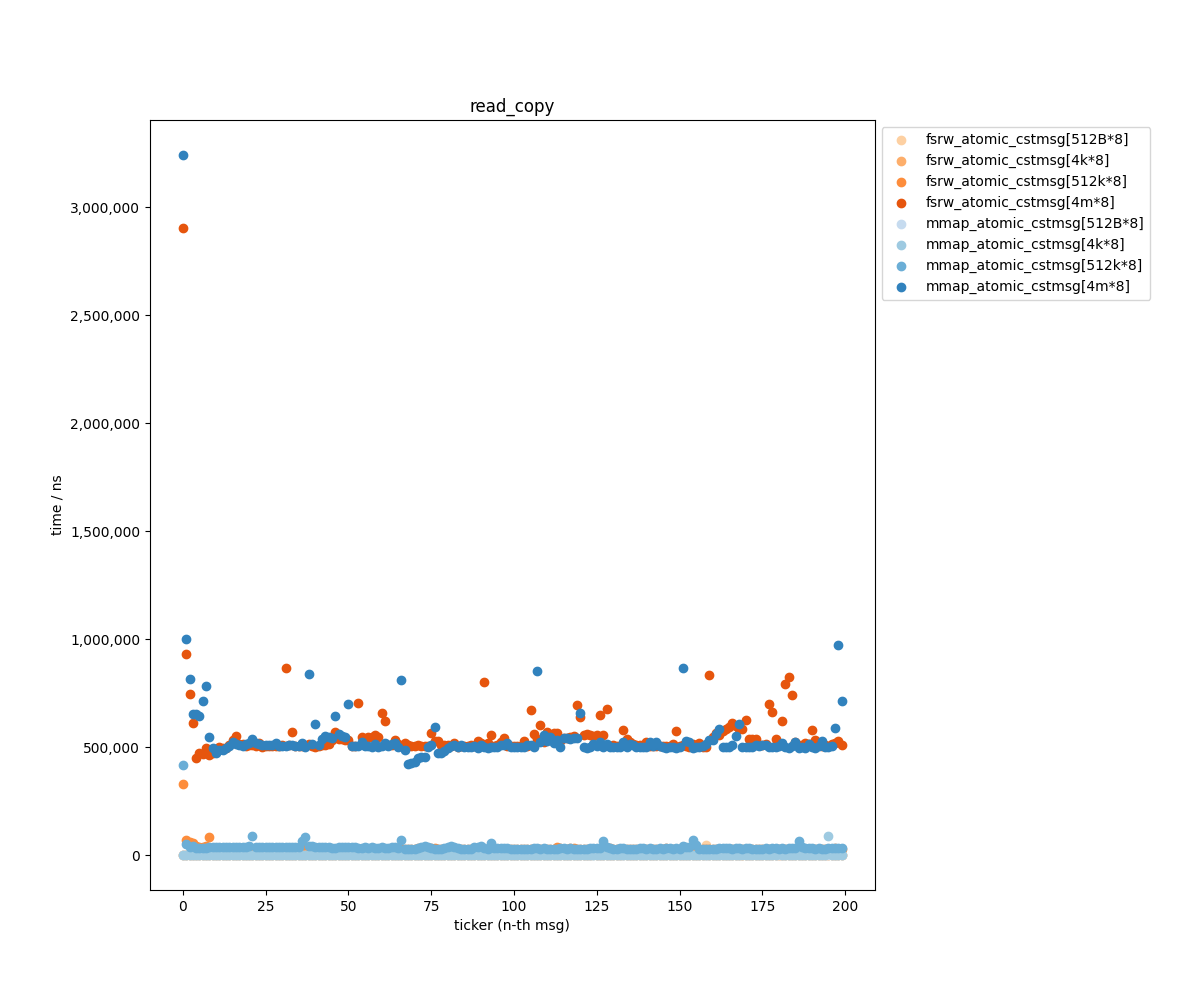 read_copy
time / ns
3,000,000
2,500,000
2,000,000
1,500,000
1,000,000
500,000
0
0
25
50
75
100
125
150
175
200
ticker (n-th msg)
fsrw_atomic_cstmsg[512B*8]
fsrw_atomic_cstmsg[4k*8]
fsrw_atomic_cstmsg[512k*8]
fsrw_atomic_cstmsg[4m*8]
mmap_atomic_cstmsg[512B*8]
mmap_atomic_cstmsg[4k*8]
mmap_atomic_cstmsg[512k*8]
mmap_atomic_cstmsg[4m*8]